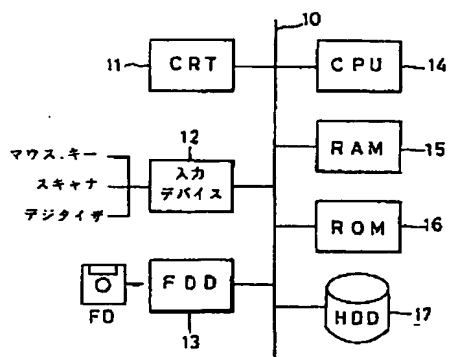 10
11 CRT CPU 14
12
マウス.キー
スキャナ
デジタイザ
入力
デバイス
RAM 15
ROM 16
FD
FDD
13
HDD 17